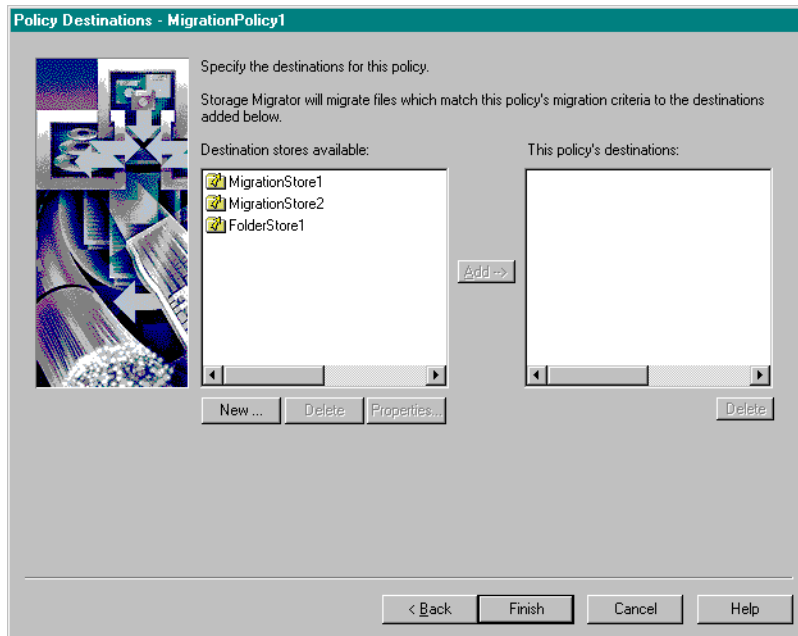 Policy Destinations - MigrationPolicy1
Specify the destinations for this policy.
Storage Migrator will migrate files which match this policy's migration criteria to the destinations
added below.
Destination stores available:
This policy's destinations:
MigrationStore1
MigrationStore2
FolderStore1
Add -->
New ...
Delete
Properties...
Delete
< Back
Finish
Cancel
Help